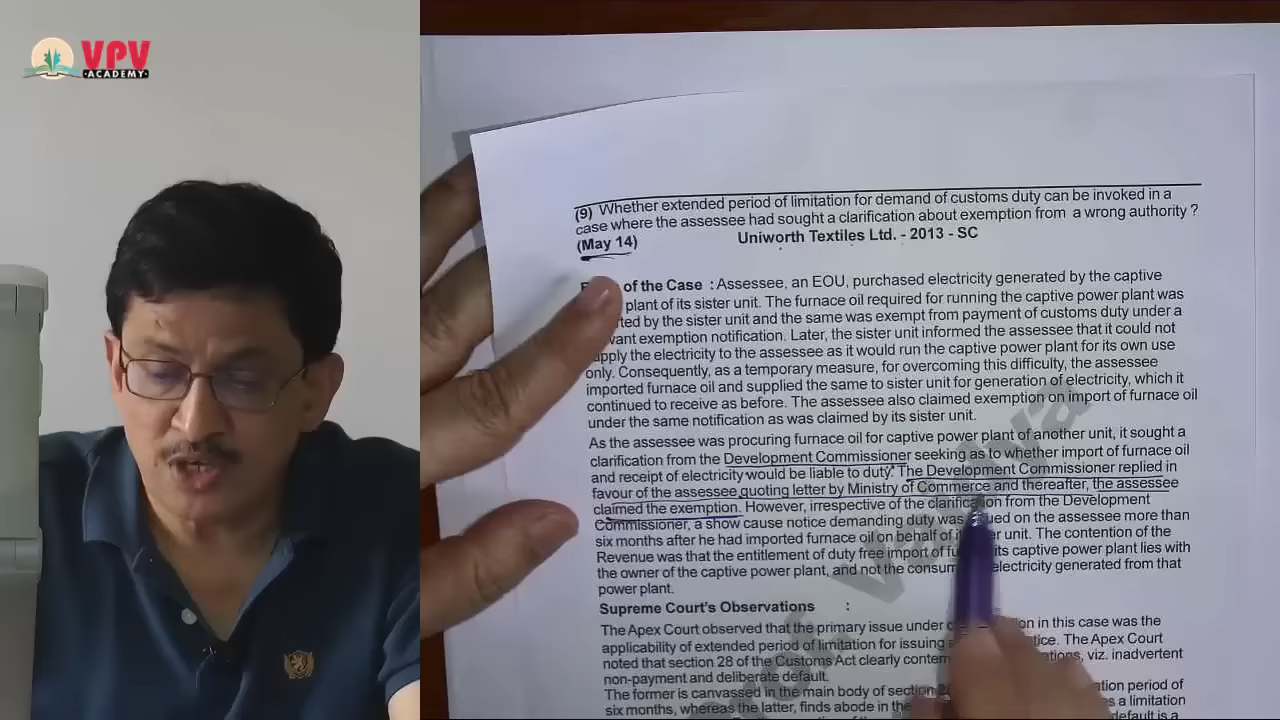 VPV
ACADEMY
(9) Whether extended period of limitation for demand of customs duty can be invoked in a
case where the assessee had sought a clarification about exemption from a wrong authority ?
(May 14) Uniworth Textiles Ltd. - 2013 - SC
of the Case : Assessee, an EOU, purchased electricity generated by the captive
plant of its sister unit. The furnace oil required for running the captive power plant was
by the sister unit and the same was exempt from payment of customs duty under a
exemption notification. Later, the sister unit informed the assessee that it could not
supply the electricity to the assessee as it would run the captive power plant for its own use
only. Consequently, as a temporary measure, for overcoming this difficulty, the assessee
imported furnace oil and supplied the same to sister unit for generation of electricity, which it
continued to receive as before. The assessee also claimed exemption on import of furnace oil
under the same notification as was claimed by its sister unit.
As the assessee was procuring furnace oil for captive power plant of another unit, it sought a
clarification from the Development Commissioner seeking as to whether import of furnace oil
and receipt of electricity would be liable to duty. The Development Commissioner replied in
favour of the assessee quoting letter by Ministry of Commerce and thereafter, the assessee
claimed the exemption. However, irrespective of the clarification from the Development
Commissioner, a show cause notice demanding duty was issued on the assessee more than
six months after he had imported furnace oil on behalf of unit. The contention of the
Revenue was that the entitlement of duty free import of its captive power plant lies with
the owner of the captive power plant, and not the electricity generated from that
power plant.
Supreme Court's Observations :
The Apex Court observed that the primary issue under in this case was the
applicability of extended period of limitation for issuing The Apex Court
noted that section 28 of the Customs Act clearly viz. inadvertent
non-payment and deliberate default.
The former is canvassed in the main body of section period of
six months, whereas the latter, finds abode in the a limitation
default is a